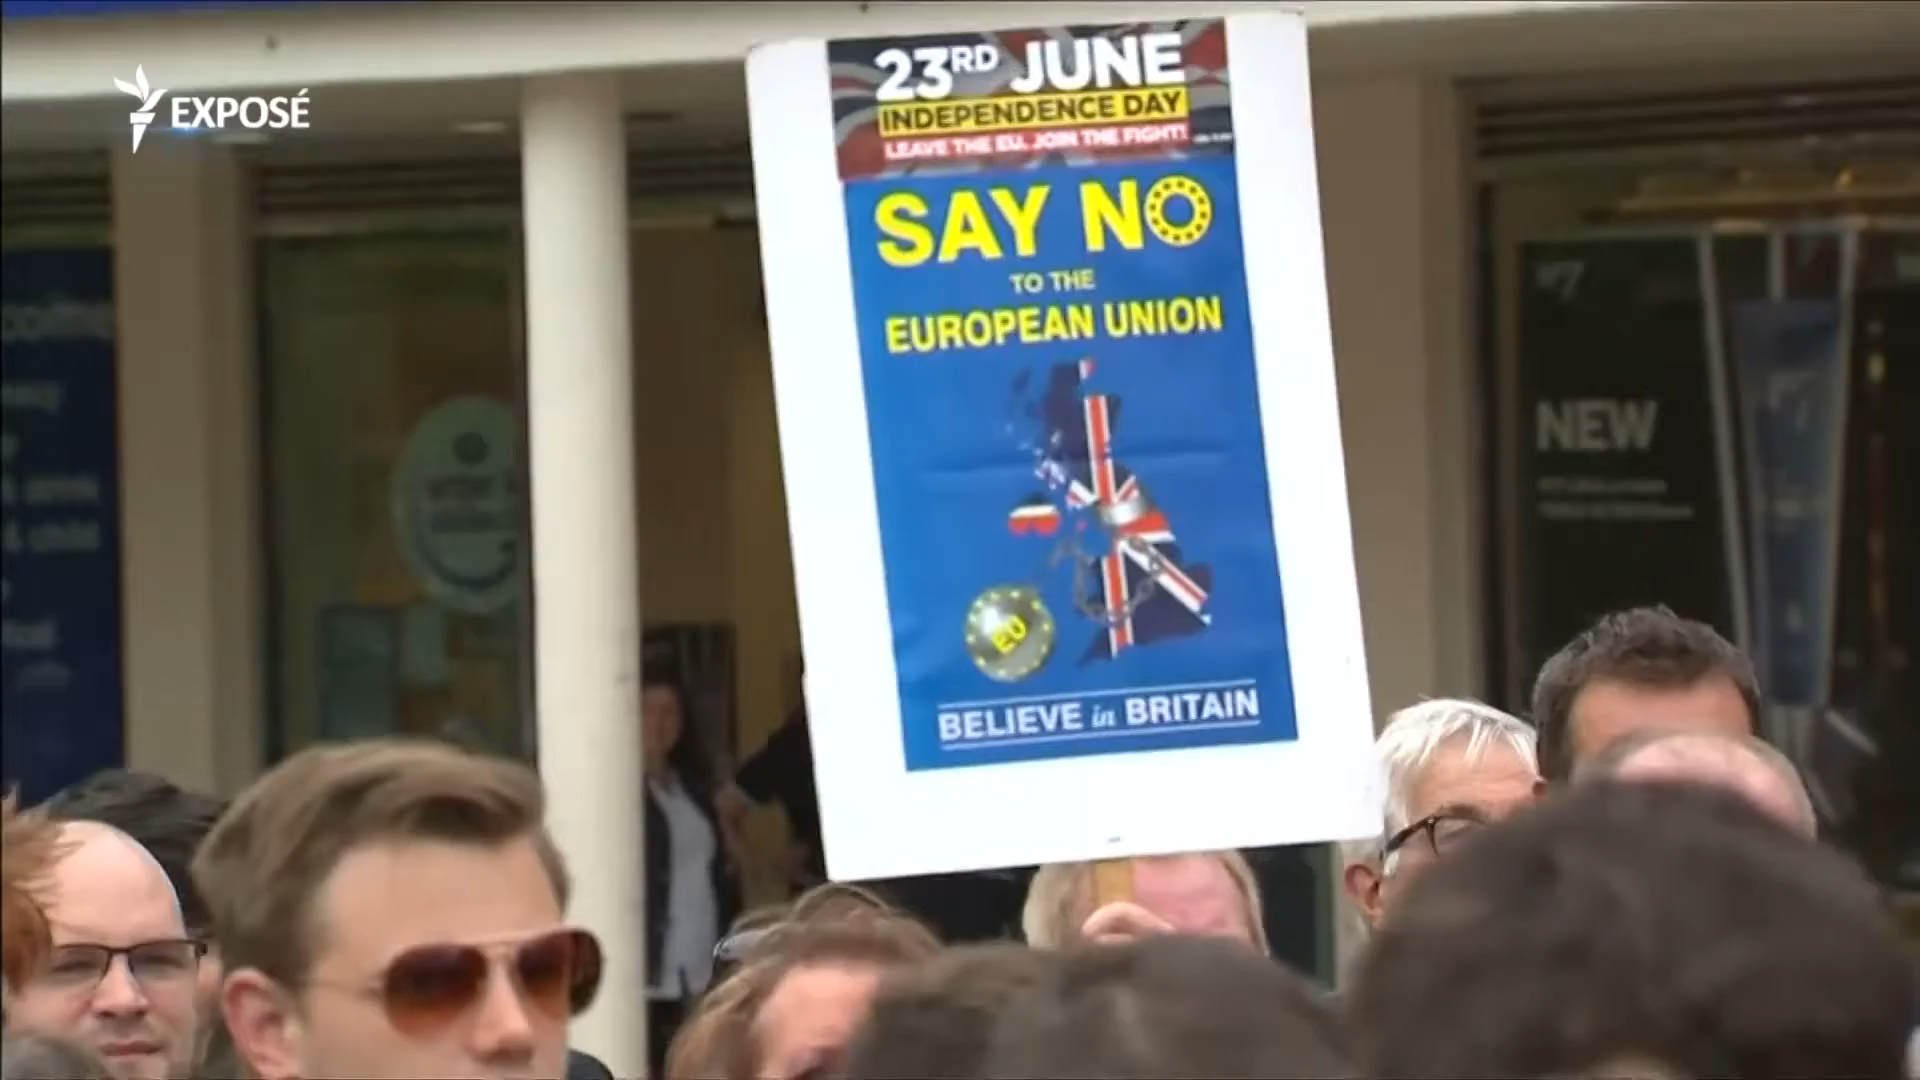 EXPOSÉ
23RD JUNE
INDEPENDENCE DAY
LEAVE THE EU. JOIN THE FIGHT!
SAY NO
TO THE
EUROPEAN UNION
EU
BELIEVE in BRITAIN
NEW